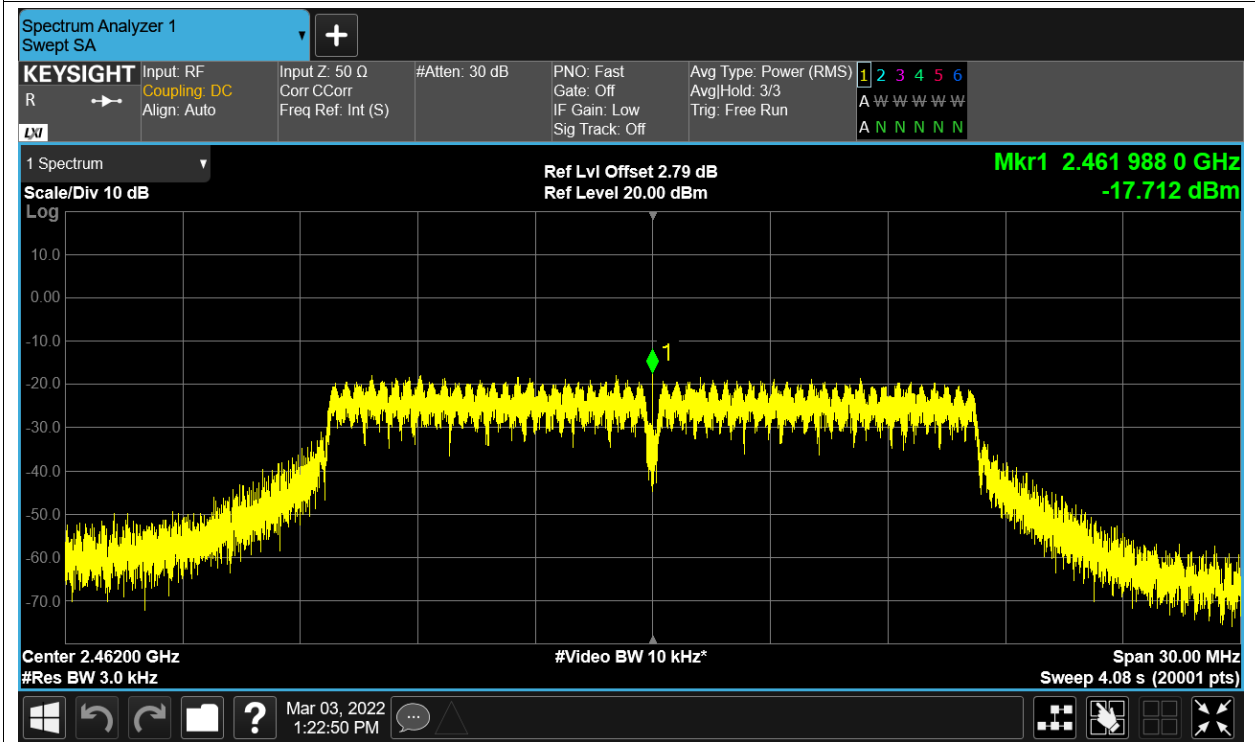 Spectrum Analyzer 1
Swept SA
+
KEYSIGHT
R
LXI
Input: RF
Coupling: DC
Align: Auto
Input Z: 50 Ω
Corr CCorr
Freq Ref: Int (S)
#Atten: 30 dB
PNO: Fast
Gate: Off
IF Gain: Low
Sig Track: Off
Avg Type: Power (RMS)
Avg|Hold: 3/3
Trig: Free Run
1 2 3 4 5 6
A W W W W W
A N N N N N
1 Spectrum
Scale/Div 10 dB
Log
Ref Lvl Offset 2.79 dB
Ref Level 20.00 dBm
Mkr1 2.461 988 0 GHz
-17.712 dBm
10.0
0.00
-10.0
1
-20.0
-30.0
-40.0
-50.0
-60.0
-70.0
Center 2.46200 GHz
#Video BW 10 kHz*
Span 30.00 MHz
#Res BW 3.0 kHz
Sweep 4.08 s (20001 pts)
?
Mar 03, 2022
1:22:50 PM